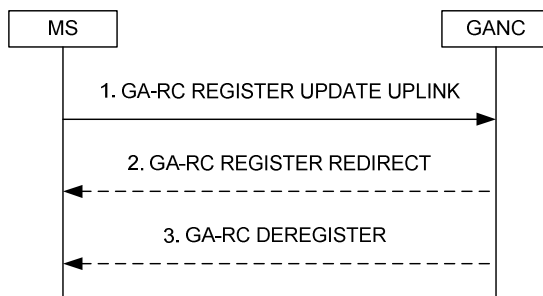 MS
GANC
1. GA-RC REGISTER UPDATE UPLINK
2. GA-RC REGISTER REDIRECT
3. GA-RC DEREGISTER